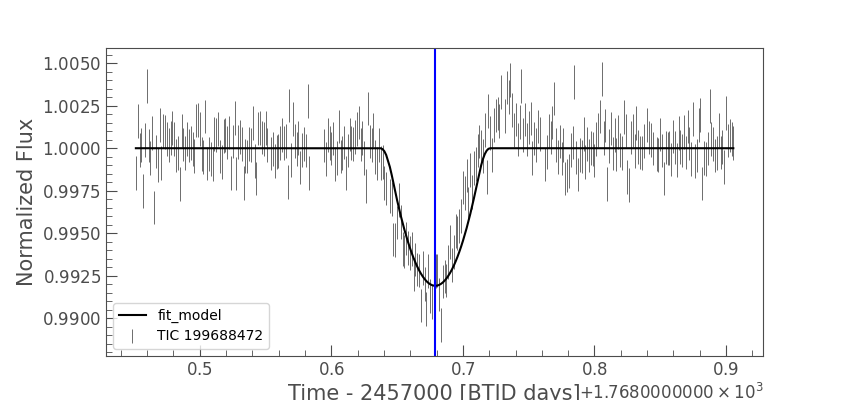 1.0050
1.0025
1.0000
0.9975
0.9950
0.9925
0.9900
Normalized Flux
fit_model
TIC 199688472
0.5 0.6 0.7 0.8 0.9
Time - 2457000 [BTJD days]
+1.7680000000 × 10³